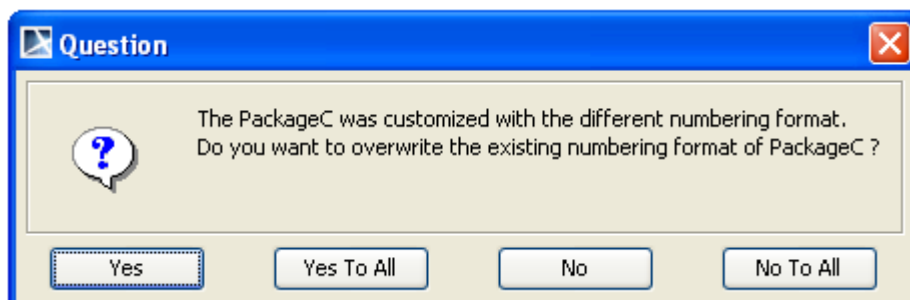 Question
The PackageC was customized with the different numbering format.
Do you want to overwrite the existing numbering format of PackageC ?
Yes Yes To All No No To All